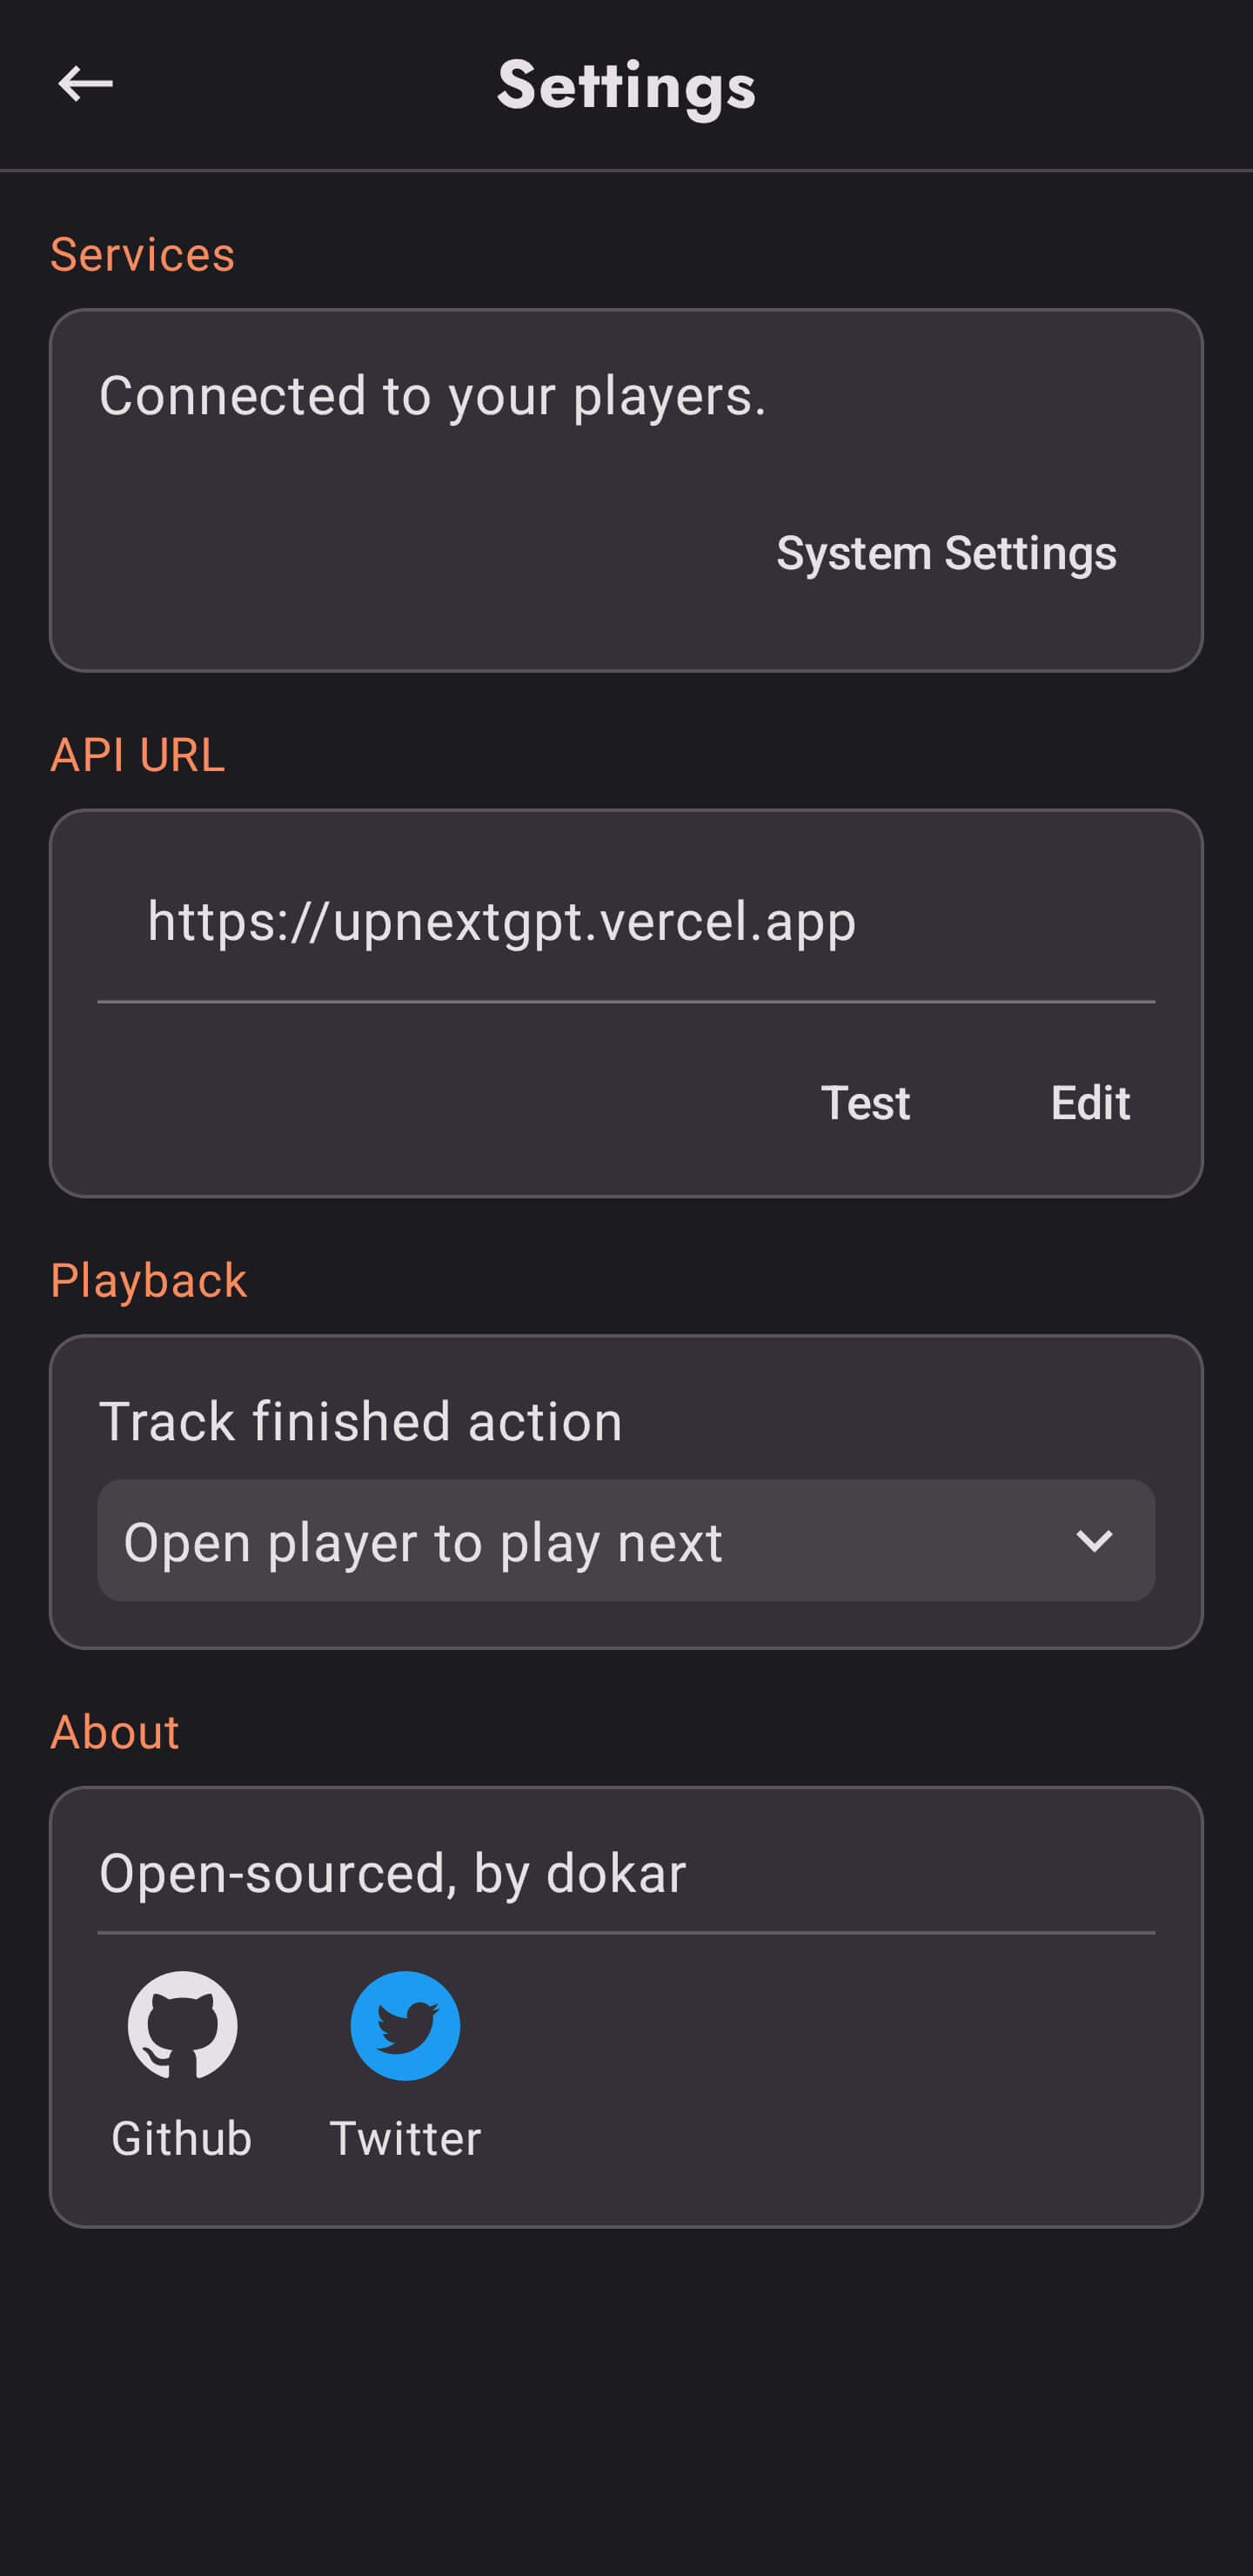 Settings
Services
Connected to your players.
System Settings
API URL
https://upnextgpt.vercel.app
Test Edit
Playback
Track finished action
Open player to play next
About
Open-sourced, by dokar
Github Twitter